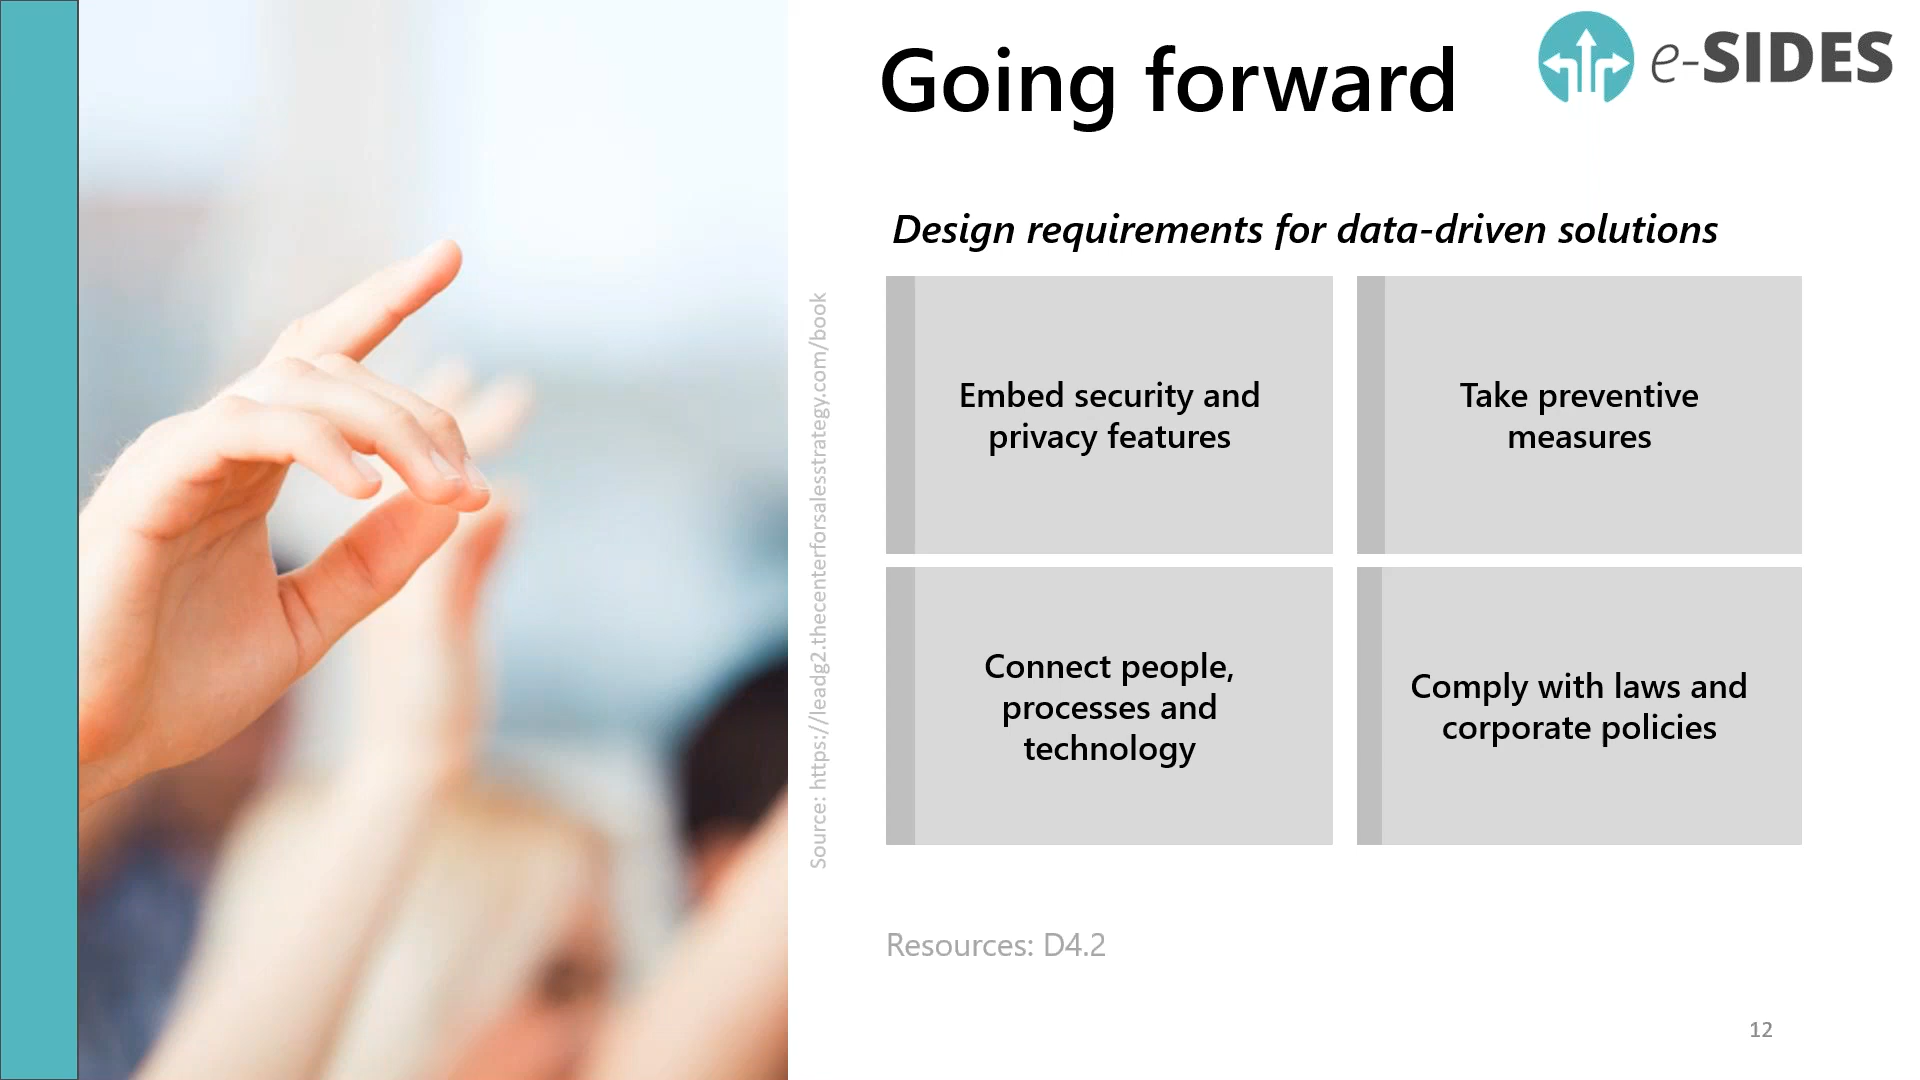 Going forward
e-SIDES
Design requirements for data-driven solutions
Embed security and
privacy features
Take preventive
measures
Connect people,
processes and
technology
Comply with laws and
corporate policies
Source: https://leadg2.thecenterforsalesstrategy.com/book
Resources: D4.2
12